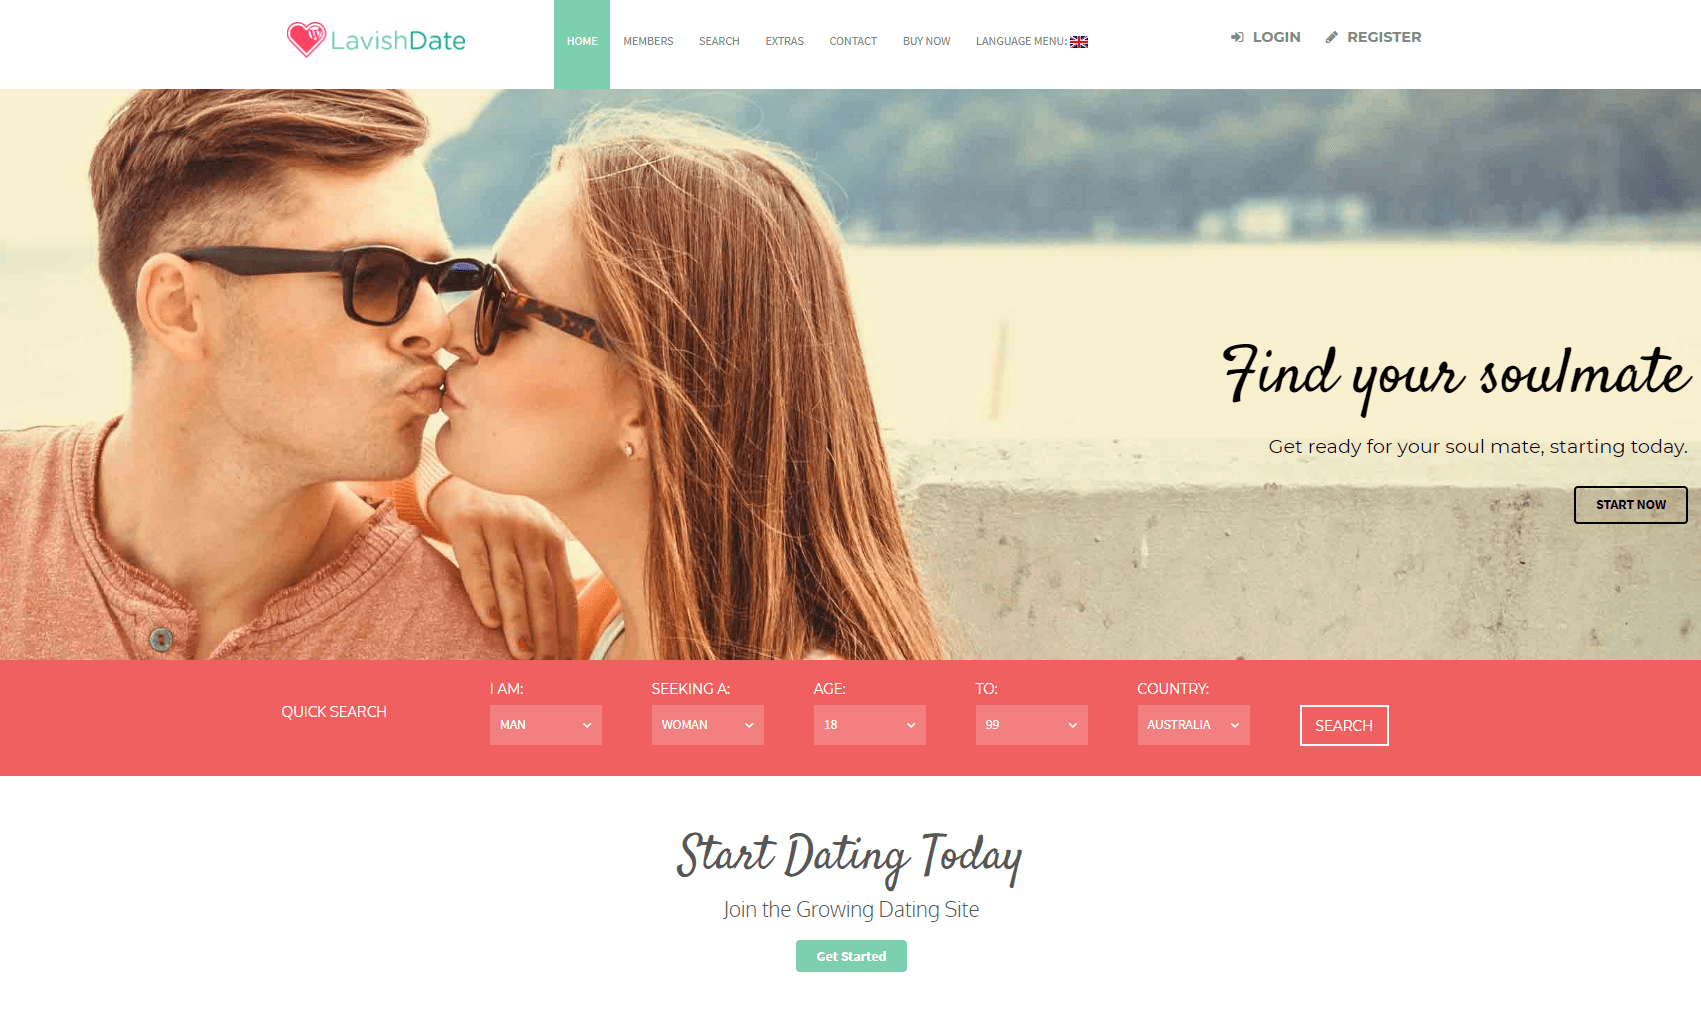 LavishDate
HOME MEMBERS SEARCH EXTRAS CONTACT BUY NOW LANGUAGE MENU:
LOGIN REGISTER
Find your soulmate
Get ready for your soul mate, starting today.
START NOW
QUICK SEARCH
I AM: SEEKING A: AGE: TO: COUNTRY:
MAN WOMAN 18 99 AUSTRALIA SEARCH
Start Dating Today
Join the Growing Dating Site
Get Started